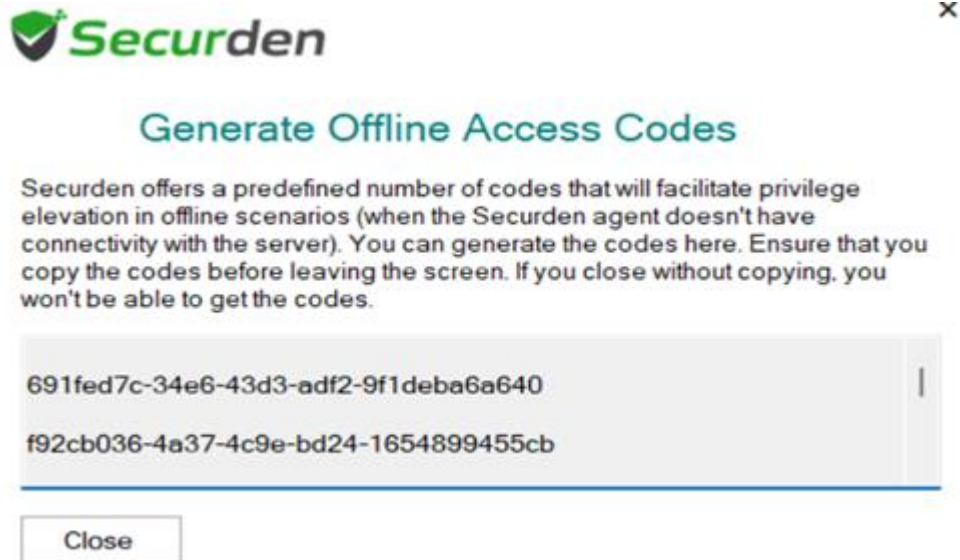 Securden
Generate Offline Access Codes
Securden offers a predefined number of codes that will facilitate privilege
elevation in offline scenarios (when the Securden agent doesn't have
connectivity with the server). You can generate the codes here. Ensure that you
copy the codes before leaving the screen. If you close without copying, you
won't be able to get the codes.
691fed7c-34e6-43d3-adf2-9f1deba6a640
f92cb036-4a37-4c9e-bd24-1654899455cb
Close